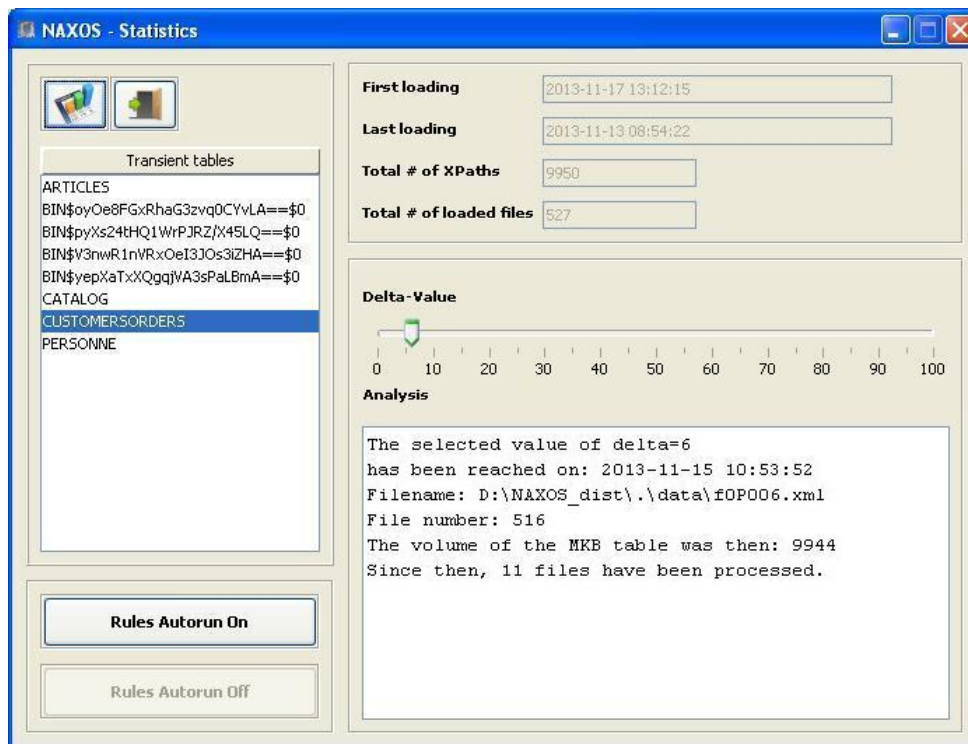 NAXOS - Statistics
Transient tables
ARTICLES
BIN$oyOe8FGxRhaG3zvq0CYvLA==$0
BIN$pyXs24tHQ1WrPJRZ/X45LQ==$0
BIN$V3nwR1nVRxOeI3JOs3iZHA==$0
BIN$yepXaTxXQgqjVA3sPaLBmA==$0
CATALOG
CUSTOMERSORDERS
PERSONNE
Rules Autorun On
Rules Autorun Off
First loading 2013-11-17 13:12:15
Last loading 2013-11-13 08:54:22
Total # of XPaths 9950
Total # of loaded files 527
Delta-Value
0 10 20 30 40 50 60 70 80 90 100
Analysis
The selected value of delta=6
has been reached on: 2013-11-15 10:53:52
Filename: D:\NAXOS_dist\.\data\fOP006.xml
File number: 516
The volume of the MKB table was then: 9944
Since then, 11 files have been processed.